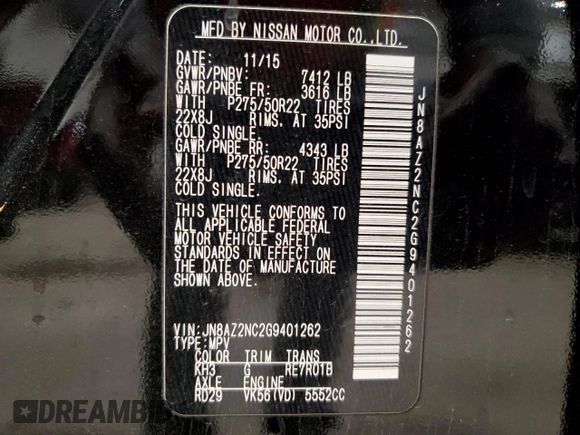 MFD BY NISSAN MOTOR CO.,LTD.
DATE: 11/15
GVWR/PNBV: 7412 LB
GAWR/PNBE FR: 3616 LB
WITH P275/50R22 TIRES
22X8J RIMS, AT 35PSI
COLD SINGLE.
GAWR/PNBE RR: 4343 LB
WITH P275/50R22 TIRES
22X8J RIMS, AT 35PSI
COLD SINGLE.
THIS VEHICLE CONFORMS TO
ALL APPLICABLE FEDERAL
MOTOR VEHICLE SAFETY
STANDARDS IN EFFECT ON
THE DATE OF MANUFACTURE
SHOWN ABOVE.
VIN:JN8AZ2NC2G9401262
TYPE:MPV
COLOR TRIM TRANS
KH3 G RE7R01B
AXLE ENGINE
RD29 VK56(VD) 5552CC
JN8AZ2NC2G9401262
DREAMBID